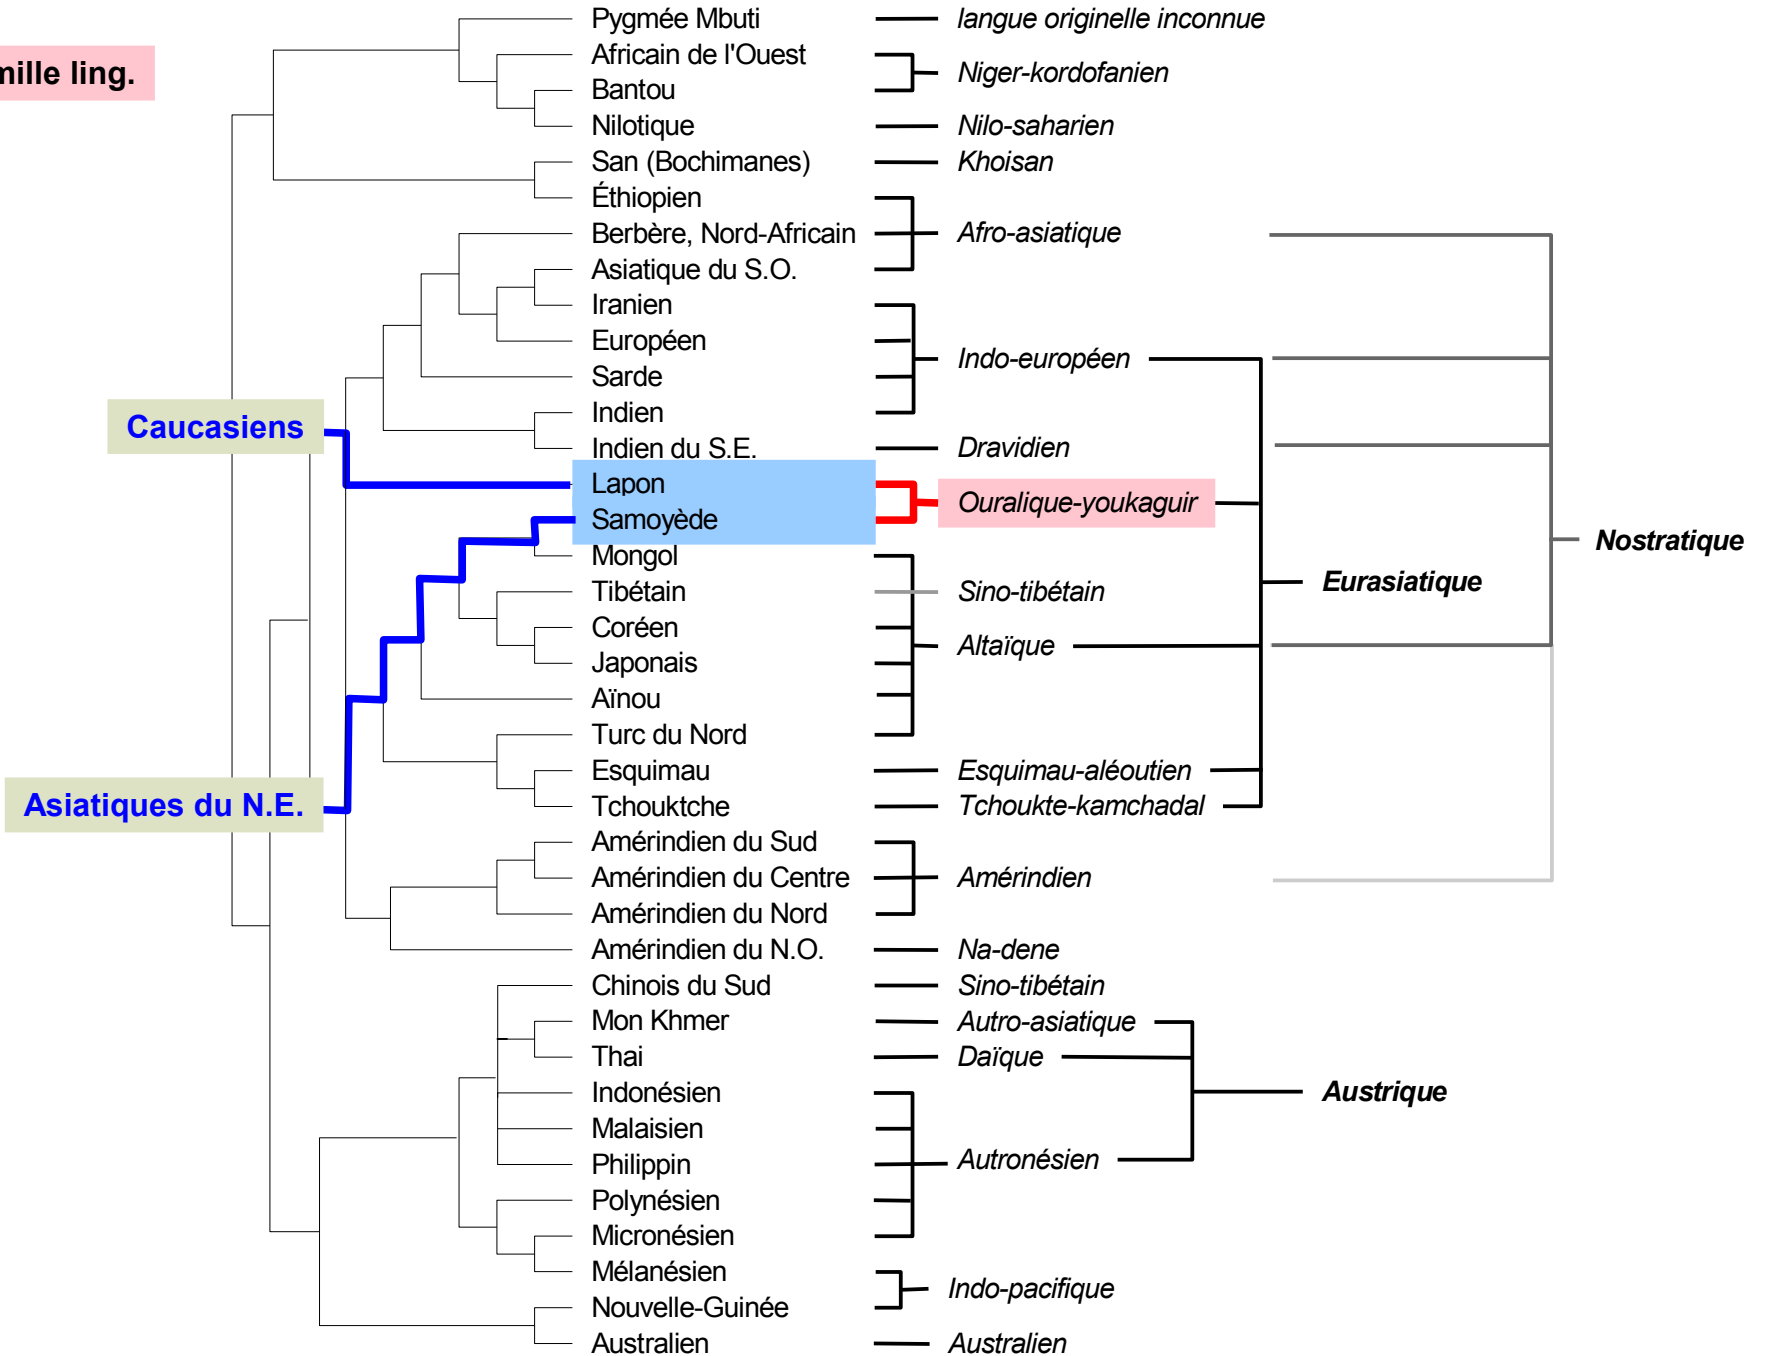 Pygmée Mbuti langue originelle inconnue
mille ling.
Africain de l'Ouest
Niger-kordofanien
Bantou
Nilotique Nilo-saharien
San (Bochimanes) Khoisan
Éthiopien
Berbère, Nord-Africain Afro-asiatique
Asiatique du S.O.
Iranien
Européen
Indo-européen
Sarde
Indien
Caucasiens
Indien du S.E. Dravidien
Lapon
Ouralique-youkaguir
Samoyède
Nostratique
Mongol
Eurasiatique
Tibétain Sino-tibétain
Coréen
Altaïque
Japonais
Aïnou
Turc du Nord
Esquimau Esquimau-aléoutien
Asiatiques du N.E.
Tchouktche Tchoukte-kamchadal
Amérindien du Sud
Amérindien du Centre Amérindien
Amérindien du Nord
Amérindien du N.O. Na-dene
Chinois du Sud Sino-tibétain
Mon Khmer Autro-asiatique
Thai Daïque
Indonésien
Austrique
Malaisien
Philippin Autronésien
Polynésien
Micronésien
Mélanésien
Indo-pacifique
Nouvelle-Guinée
Australien Australien